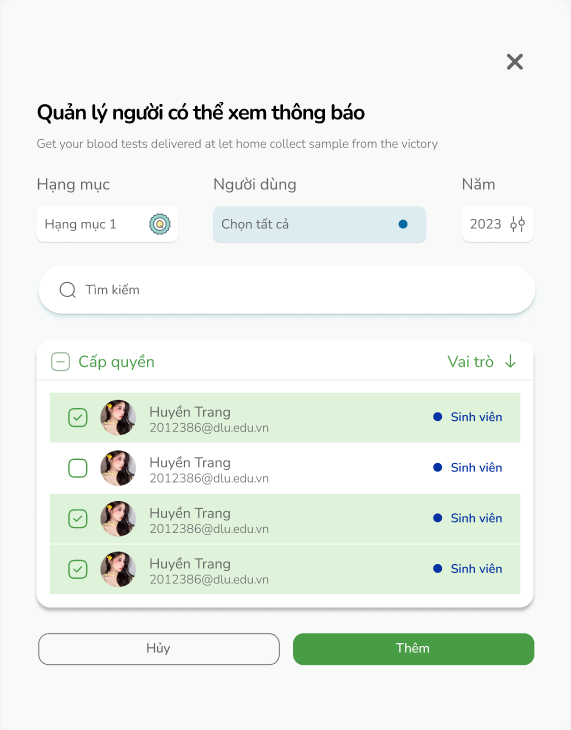 Quản lý người có thể xem thông báo
Get your blood tests delivered at let home collect sample from the victory
Hạng mục Người dùng Năm
Hạng mục 1 Q Chọn tất cả 2023
Tìm kiếm
Cấp quyền Vai trò
Huyền Trang
2012386@dlu.edu.vn
Sinh viên
Huyền Trang
2012386@dlu.edu.vn
Sinh viên
Huyền Trang
2012386@dlu.edu.vn
Sinh viên
Huyền Trang
2012386@dlu.edu.vn
Sinh viên
Hủy Thêm